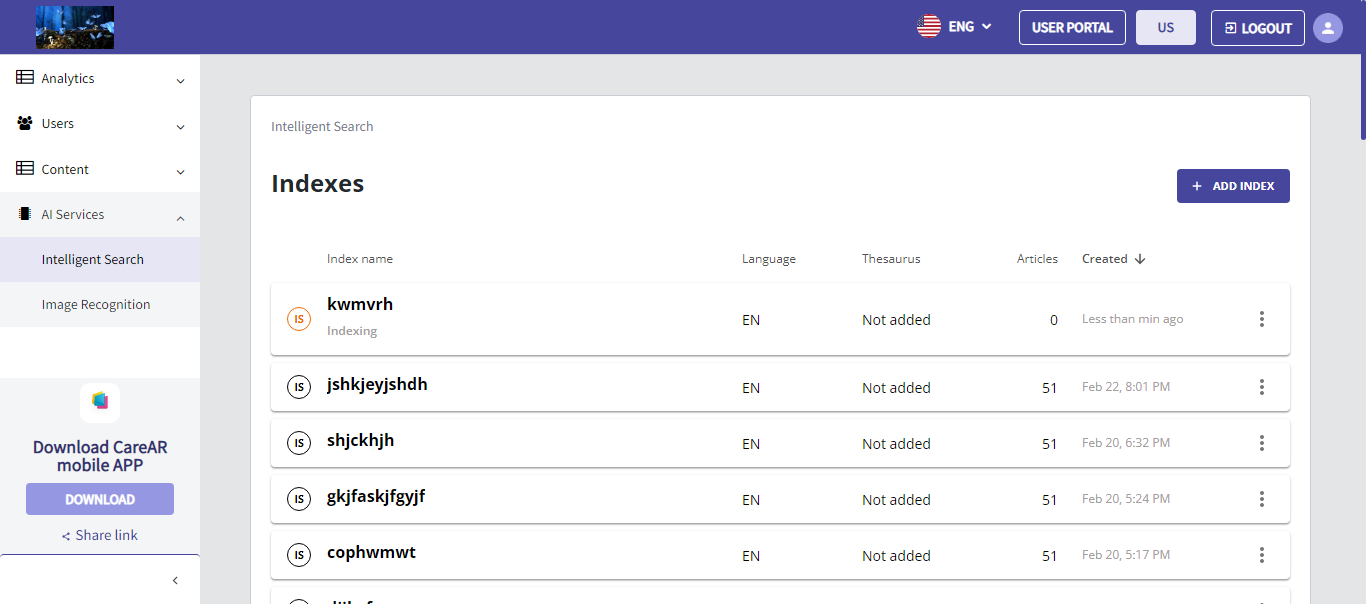 ENG
USER PORTAL
US
LOGOUT
Analytics
Users
Content
AI Services
Intelligent Search
Image Recognition
Download CareAR
mobile APP
DOWNLOAD
Share link
Intelligent Search
Indexes
+ ADD INDEX
Index name Language Thesaurus Articles Created
IS kwmvrh EN Not added 0 Less than min ago
Indexing
IS jshkjeyjshdh EN Not added 51 Feb 22, 8:01 PM
IS shjckhjh EN Not added 51 Feb 20, 6:32 PM
IS gkjfaskjfgyjf EN Not added 51 Feb 20, 5:24 PM
IS cophwmwt EN Not added 51 Feb 20, 5:17 PM